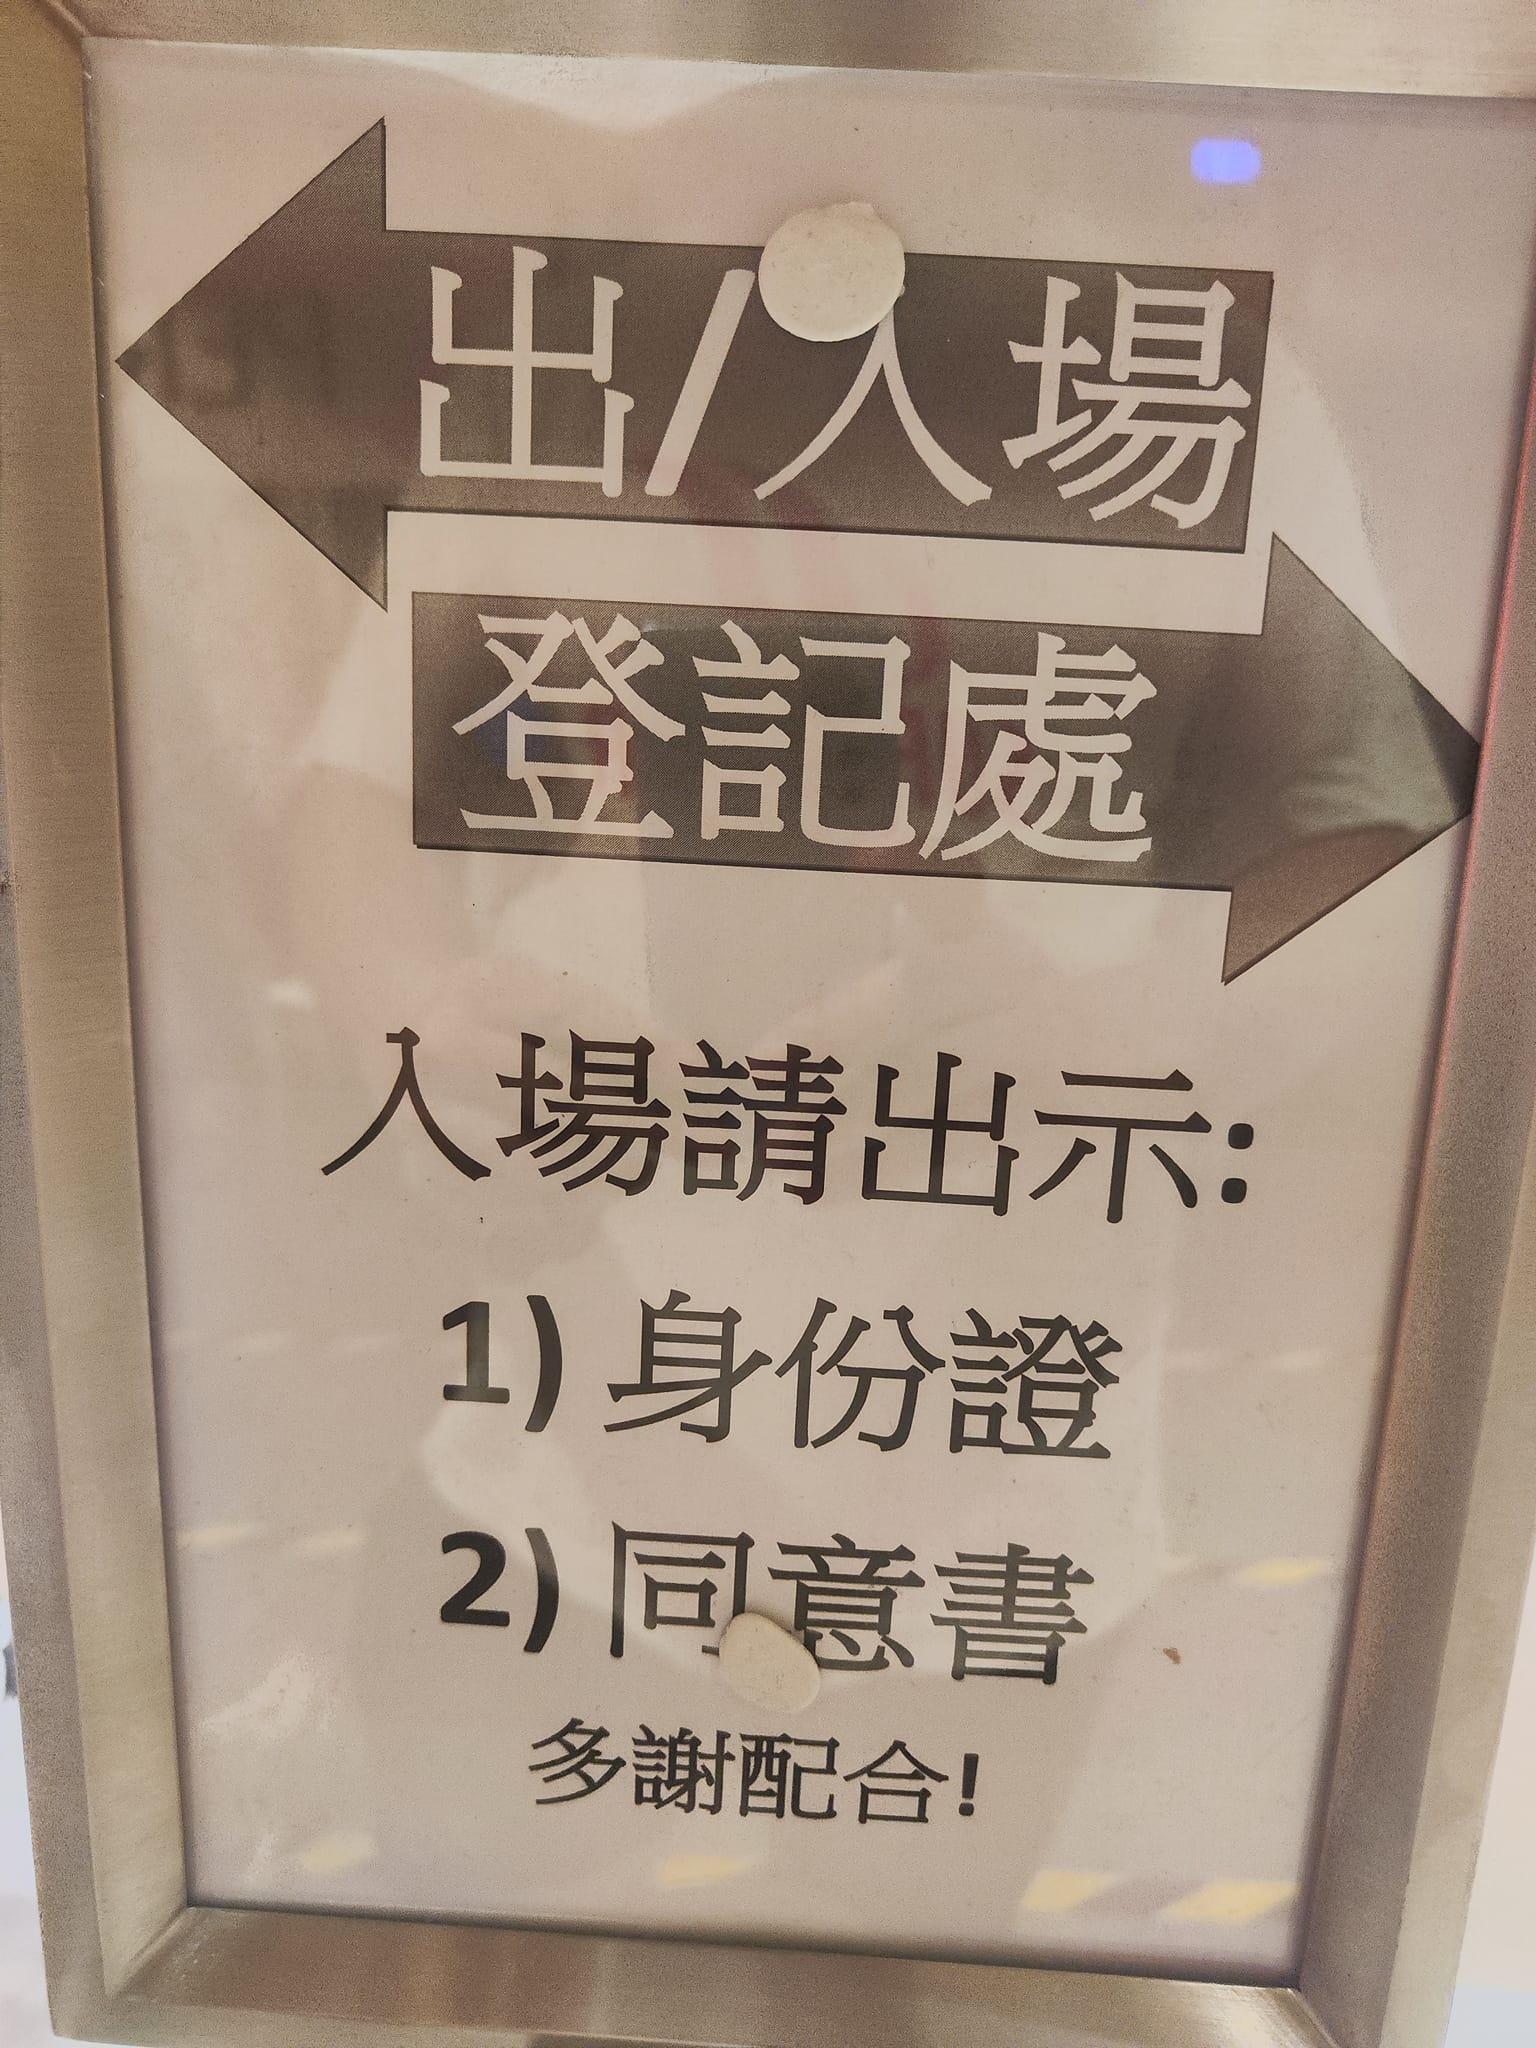 出/入場
登記處
入場請出示:
1) 身份證
2) 同意書
多謝配合!